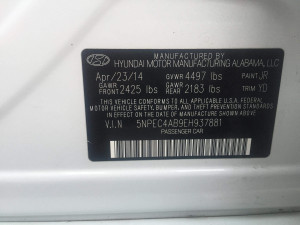 BY HYUNDAI MOTOR MANUFACTURING ALABAMA, LLC
Apr/23/14 GVWR 4497 lbs PAINT JR
GAWR FRONT 2425 lbs GAWR REAR 2183 lbs TRIM YD
THIS VEHICLE CONFORMS TO ALL APPLICABLE FEDERAL
MOTOR VEHICLE SAFETY, BUMPER, AND THEFT PREVENTION
STANDARDS IN EFFECT ON THE DATE OF MANUFACTURE SHOWN ABOVE.
V.I.N 5NPEC4AB9EH937881
PASSENGER CAR